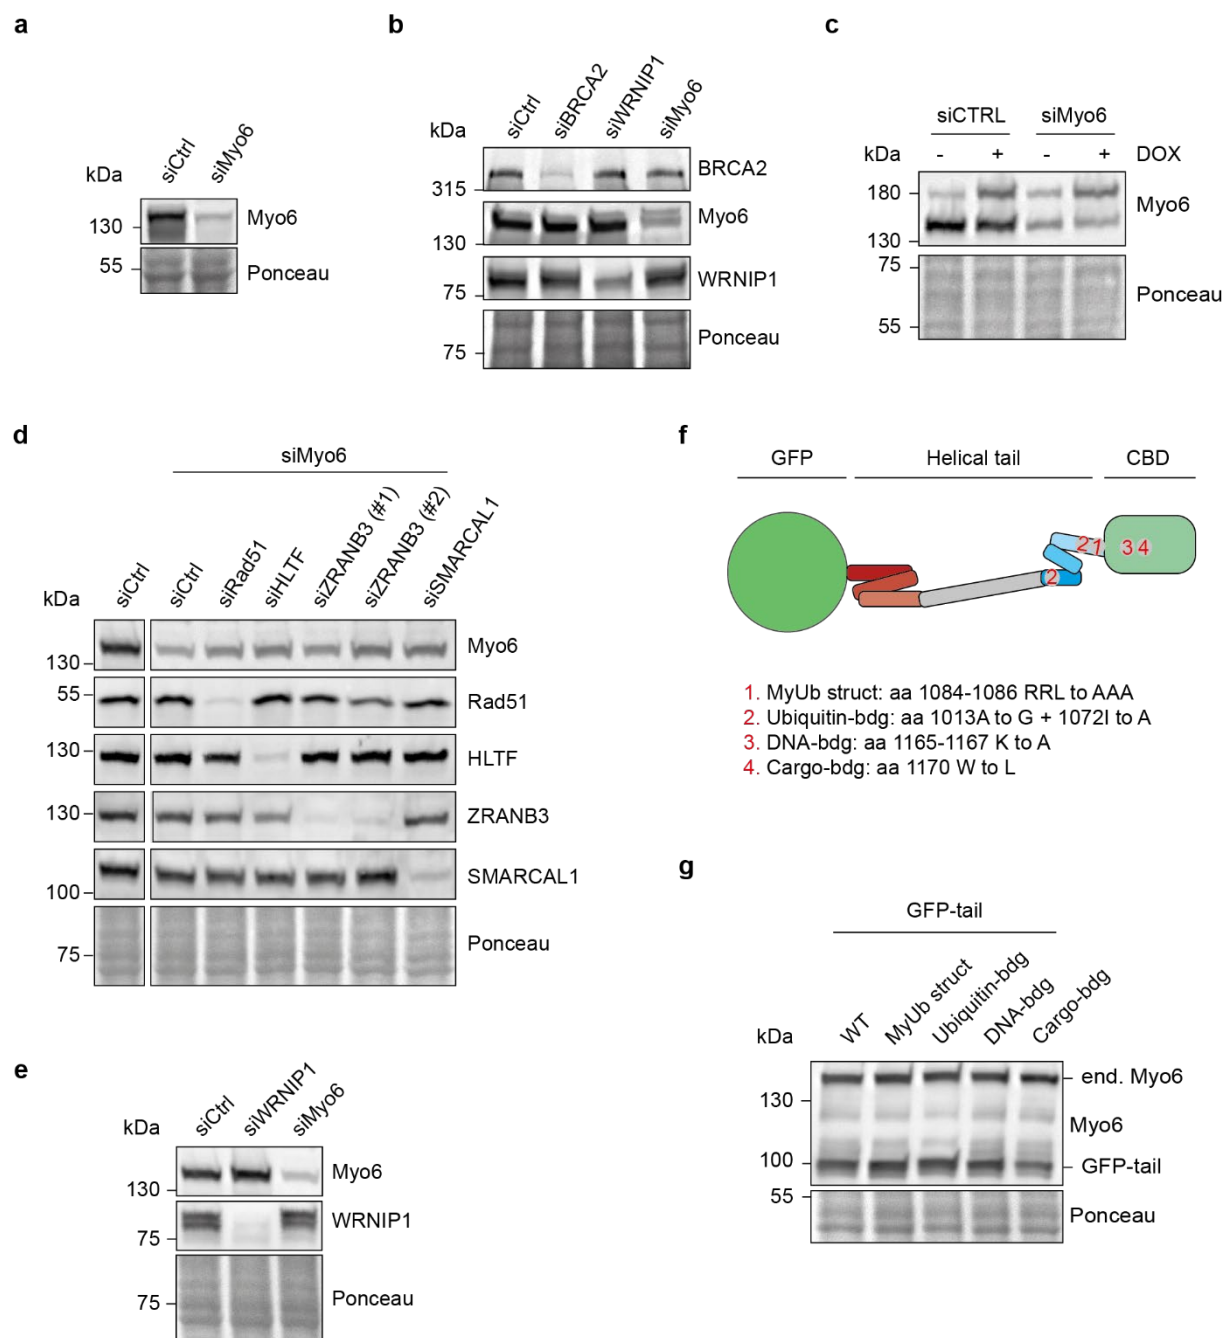 a
kDa
siCtrl
siMyo6
130
Myo6
55
Ponceau
b
kDa
siCtrl
siBRCA2
siWRNIP1
siMyo6
315
BRCA2
130
Myo6
75
WRNIP1
75
Ponceau
c
siCTRL siMyo6
kDa - + - + DOX
180
130
Myo6
75
55
Ponceau
d
siMyo6
kDa
siCtrl
siCtrl
siRad51
siHLTF
siZRANB3 (#1)
siZRANB3 (#2)
siSMARCAL1
130
Myo6
55
Rad51
130
HLTF
130
ZRANB3
100
SMARCAL1
75
Ponceau
e
kDa
siCtrl
siWRNIP1
siMyo6
130
Myo6
75
WRNIP1
75
Ponceau
f
GFP Helical tail CBD
2 1 3 4
2
1. MyUb struct: aa 1084-1086 RRL to AAA
2. Ubiquitin-bdg: aa 1013A to G + 1072I to A
3. DNA-bdg: aa 1165-1167 K to A
4. Cargo-bdg: aa 1170 W to L
g
GFP-tail
kDa
WT
MyUb struct
Ubiquitin-bdg
DNA-bdg
Cargo-bdg
end. Myo6
130
Myo6
100
GFP-tail
55
Ponceau